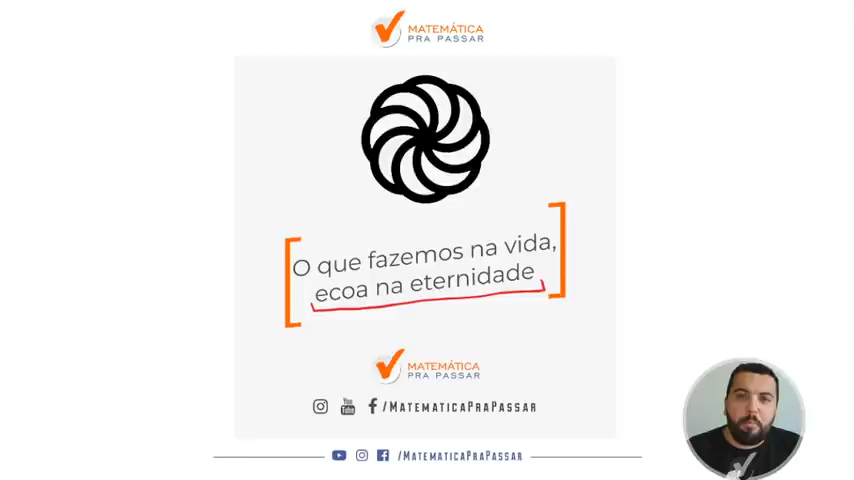 MATEMÁTICA
PRA PASSAR
O que fazemos na vida,
ecoa na eternidade
MATEMÁTICA
PRA PASSAR
You
Tube
/MATEMATICAPRAPASSAR
/MATEMATICAPRAPASSAR